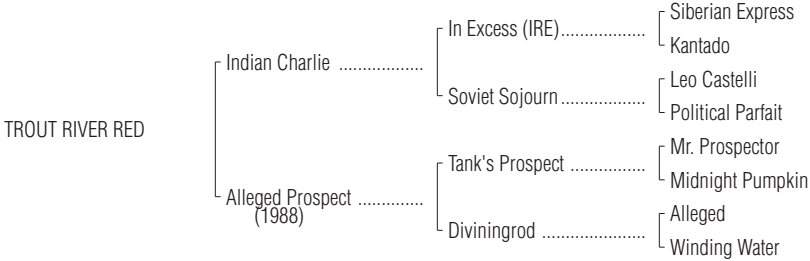 TROUT RIVER RED
Indian Charlie ..................
Alleged Prospect ..............
(1988)
In Excess (IRE)..................
Soviet Sojourn..................
Tank's Prospect ................
Diviningrod ......................
Siberian Express
Kantado
Leo Castelli
Political Parfait
Mr. Prospector
Midnight Pumpkin
Alleged
Winding Water